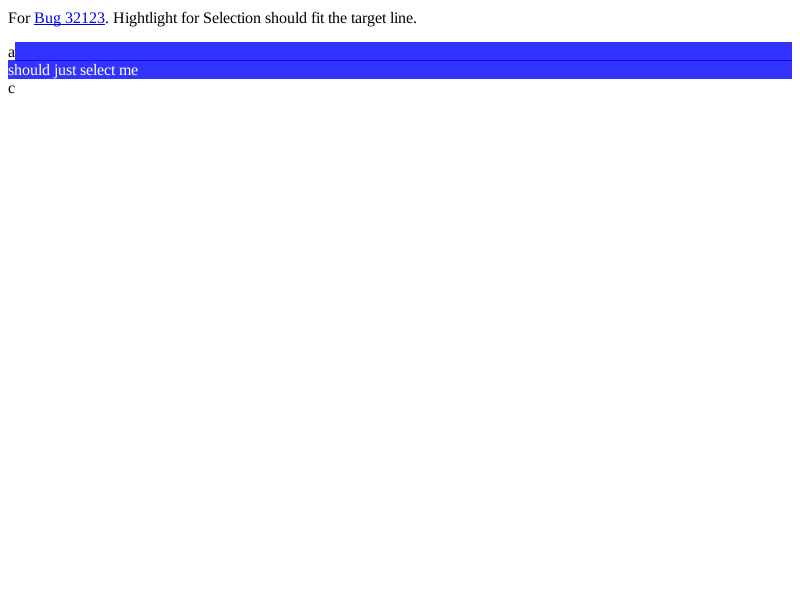 For Bug 32123. Hightlight for Selection should fit the target line.
a
should just select me
c